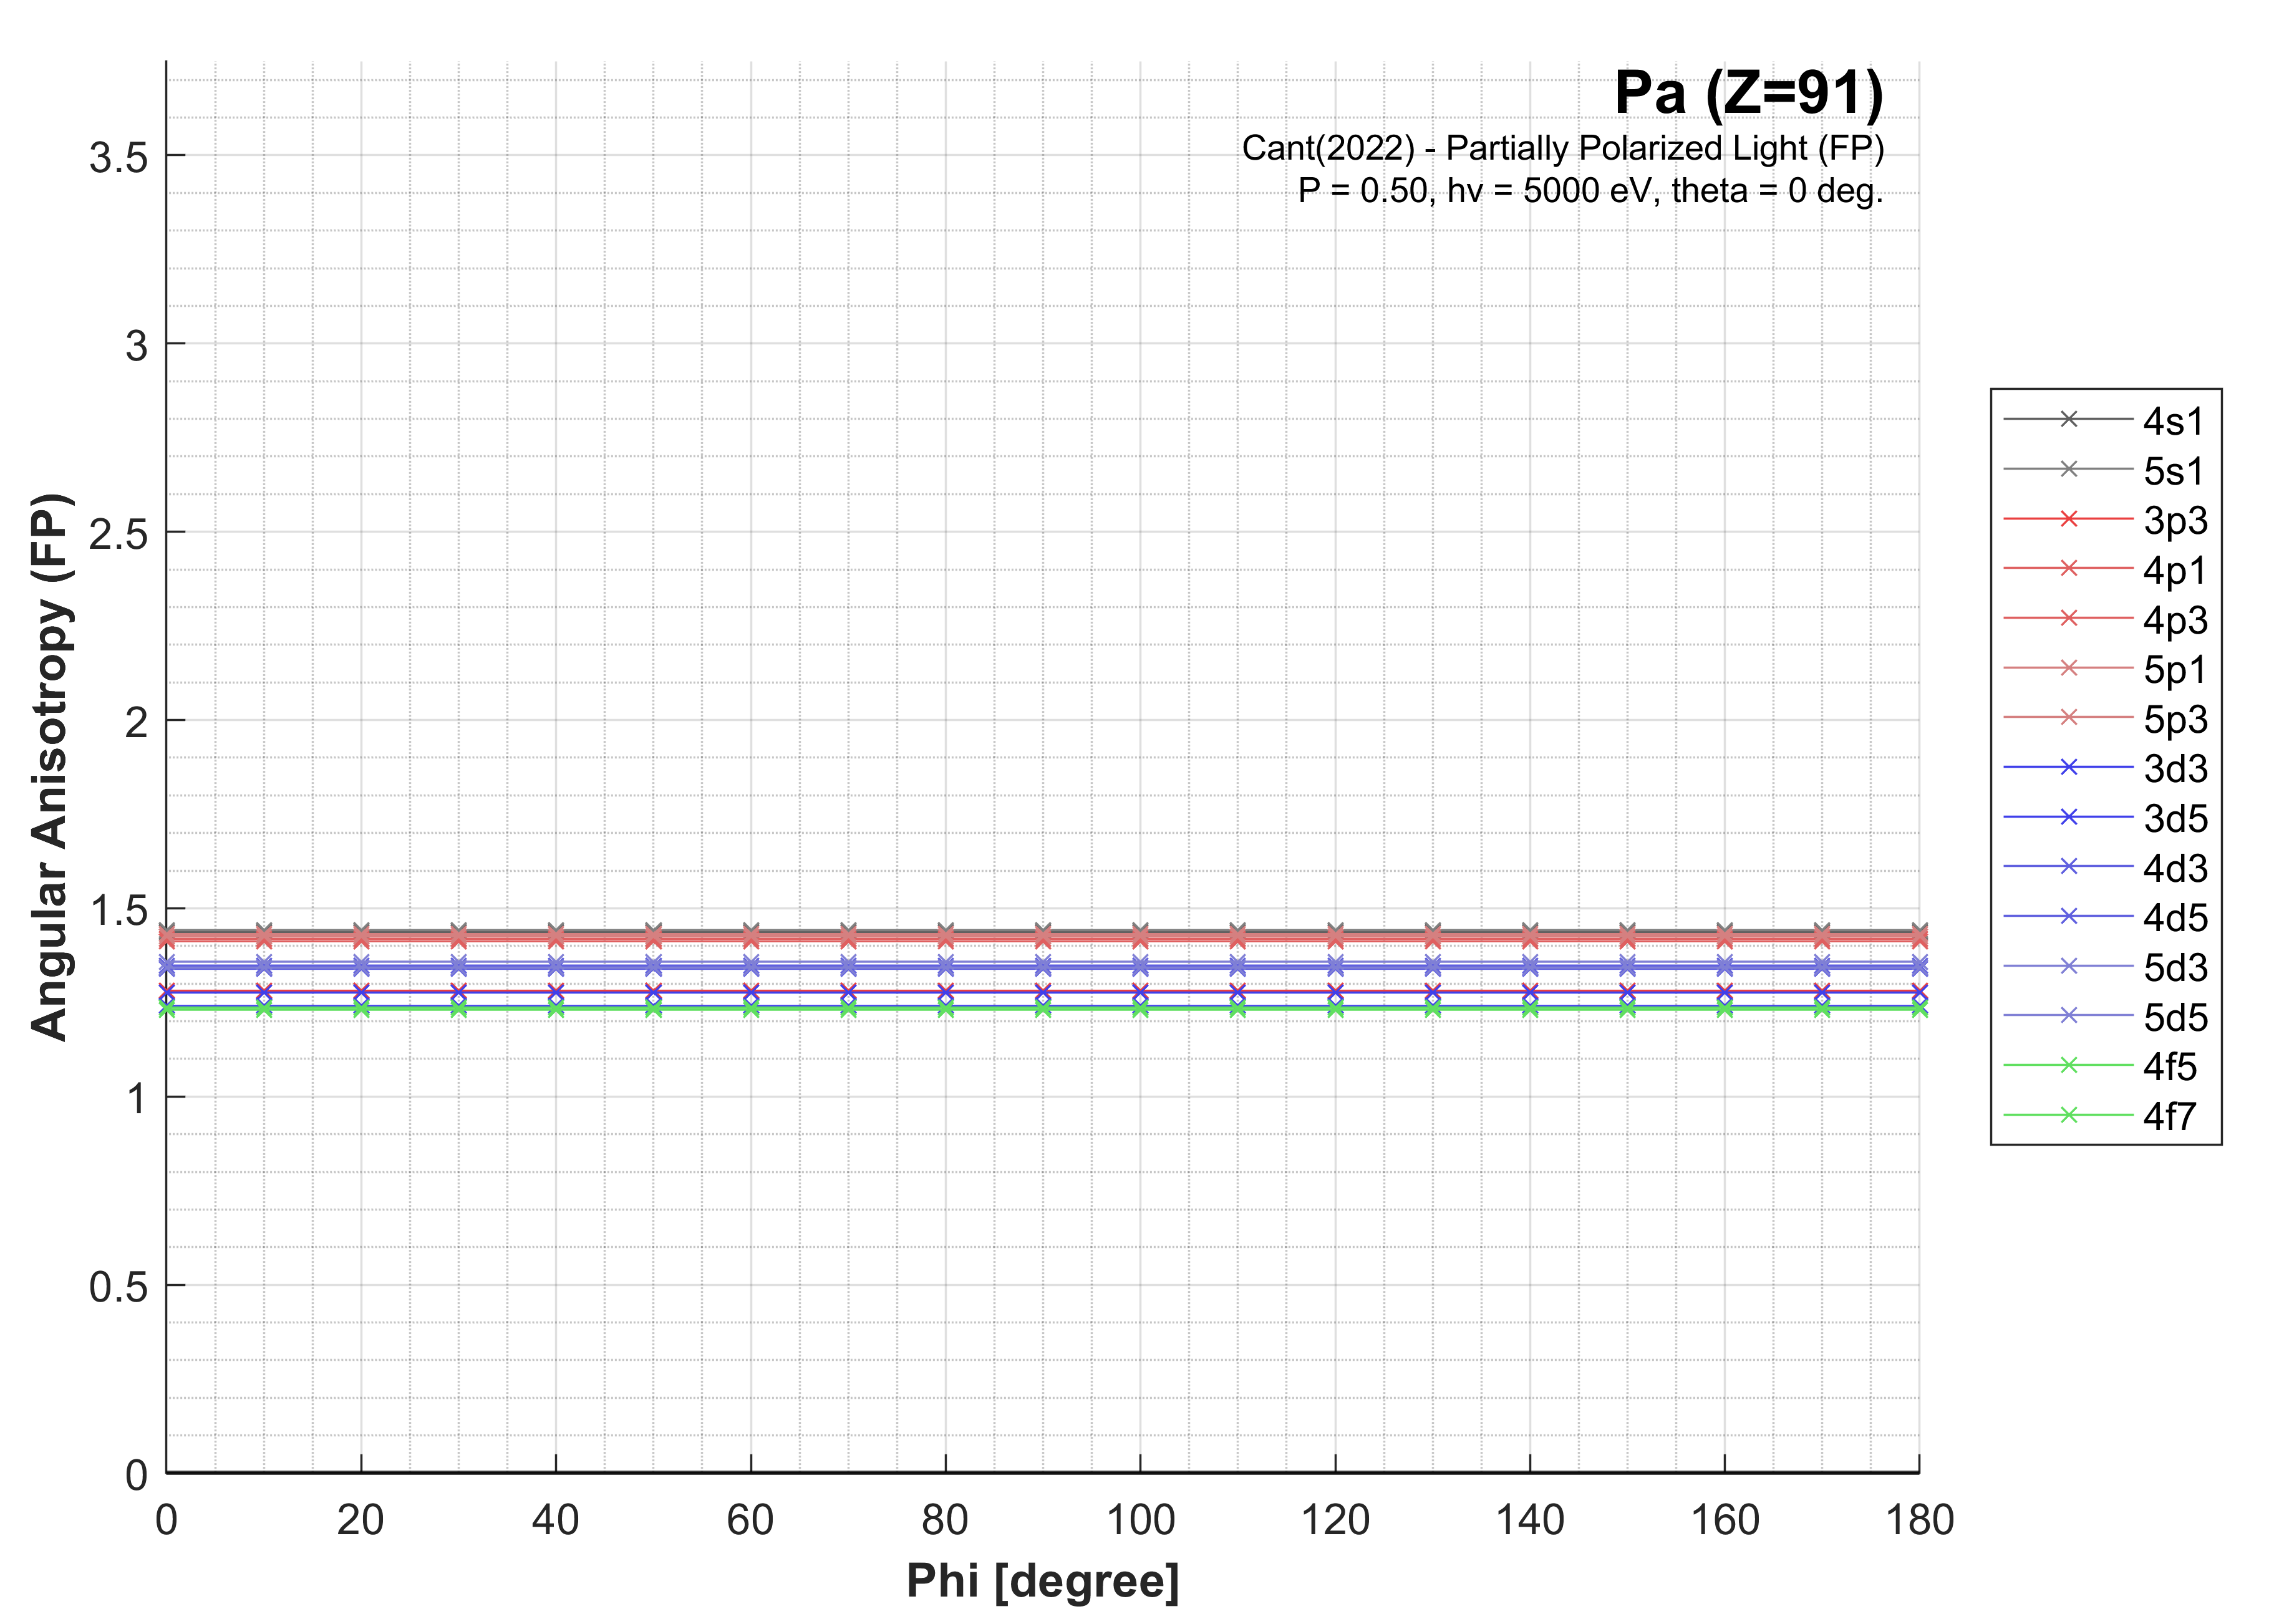 Pa (Z=91)
Cant(2022) - Partially Polarized Light (FP)
P = 0.50, hv = 5000 eV, theta = 0 deg.
Angular Anisotropy (FP)
3.5
3
2.5
2
1.5
1
0.5
0
0 20 40 60 80 100 120 140 160 180
Phi [degree]
4s1
5s1
3p3
4p1
4p3
5p1
5p3
3d3
3d5
4d3
4d5
5d3
5d5
4f5
4f7